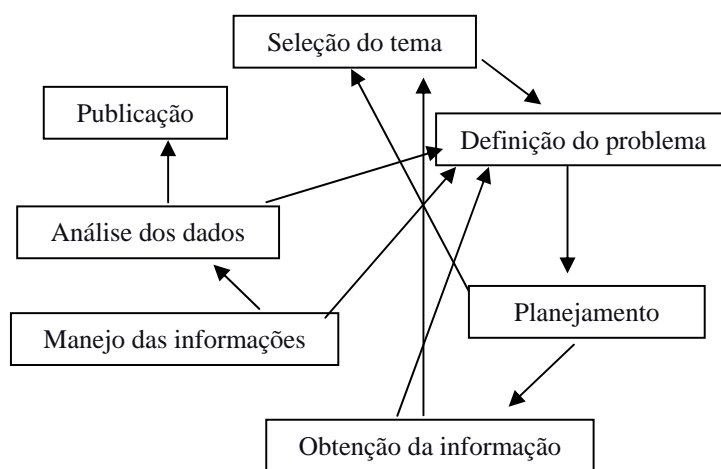 Seleção do tema
Publicação
Definição do problema
Análise dos dados
Planejamento
Manejo das informações
Obtenção da informação